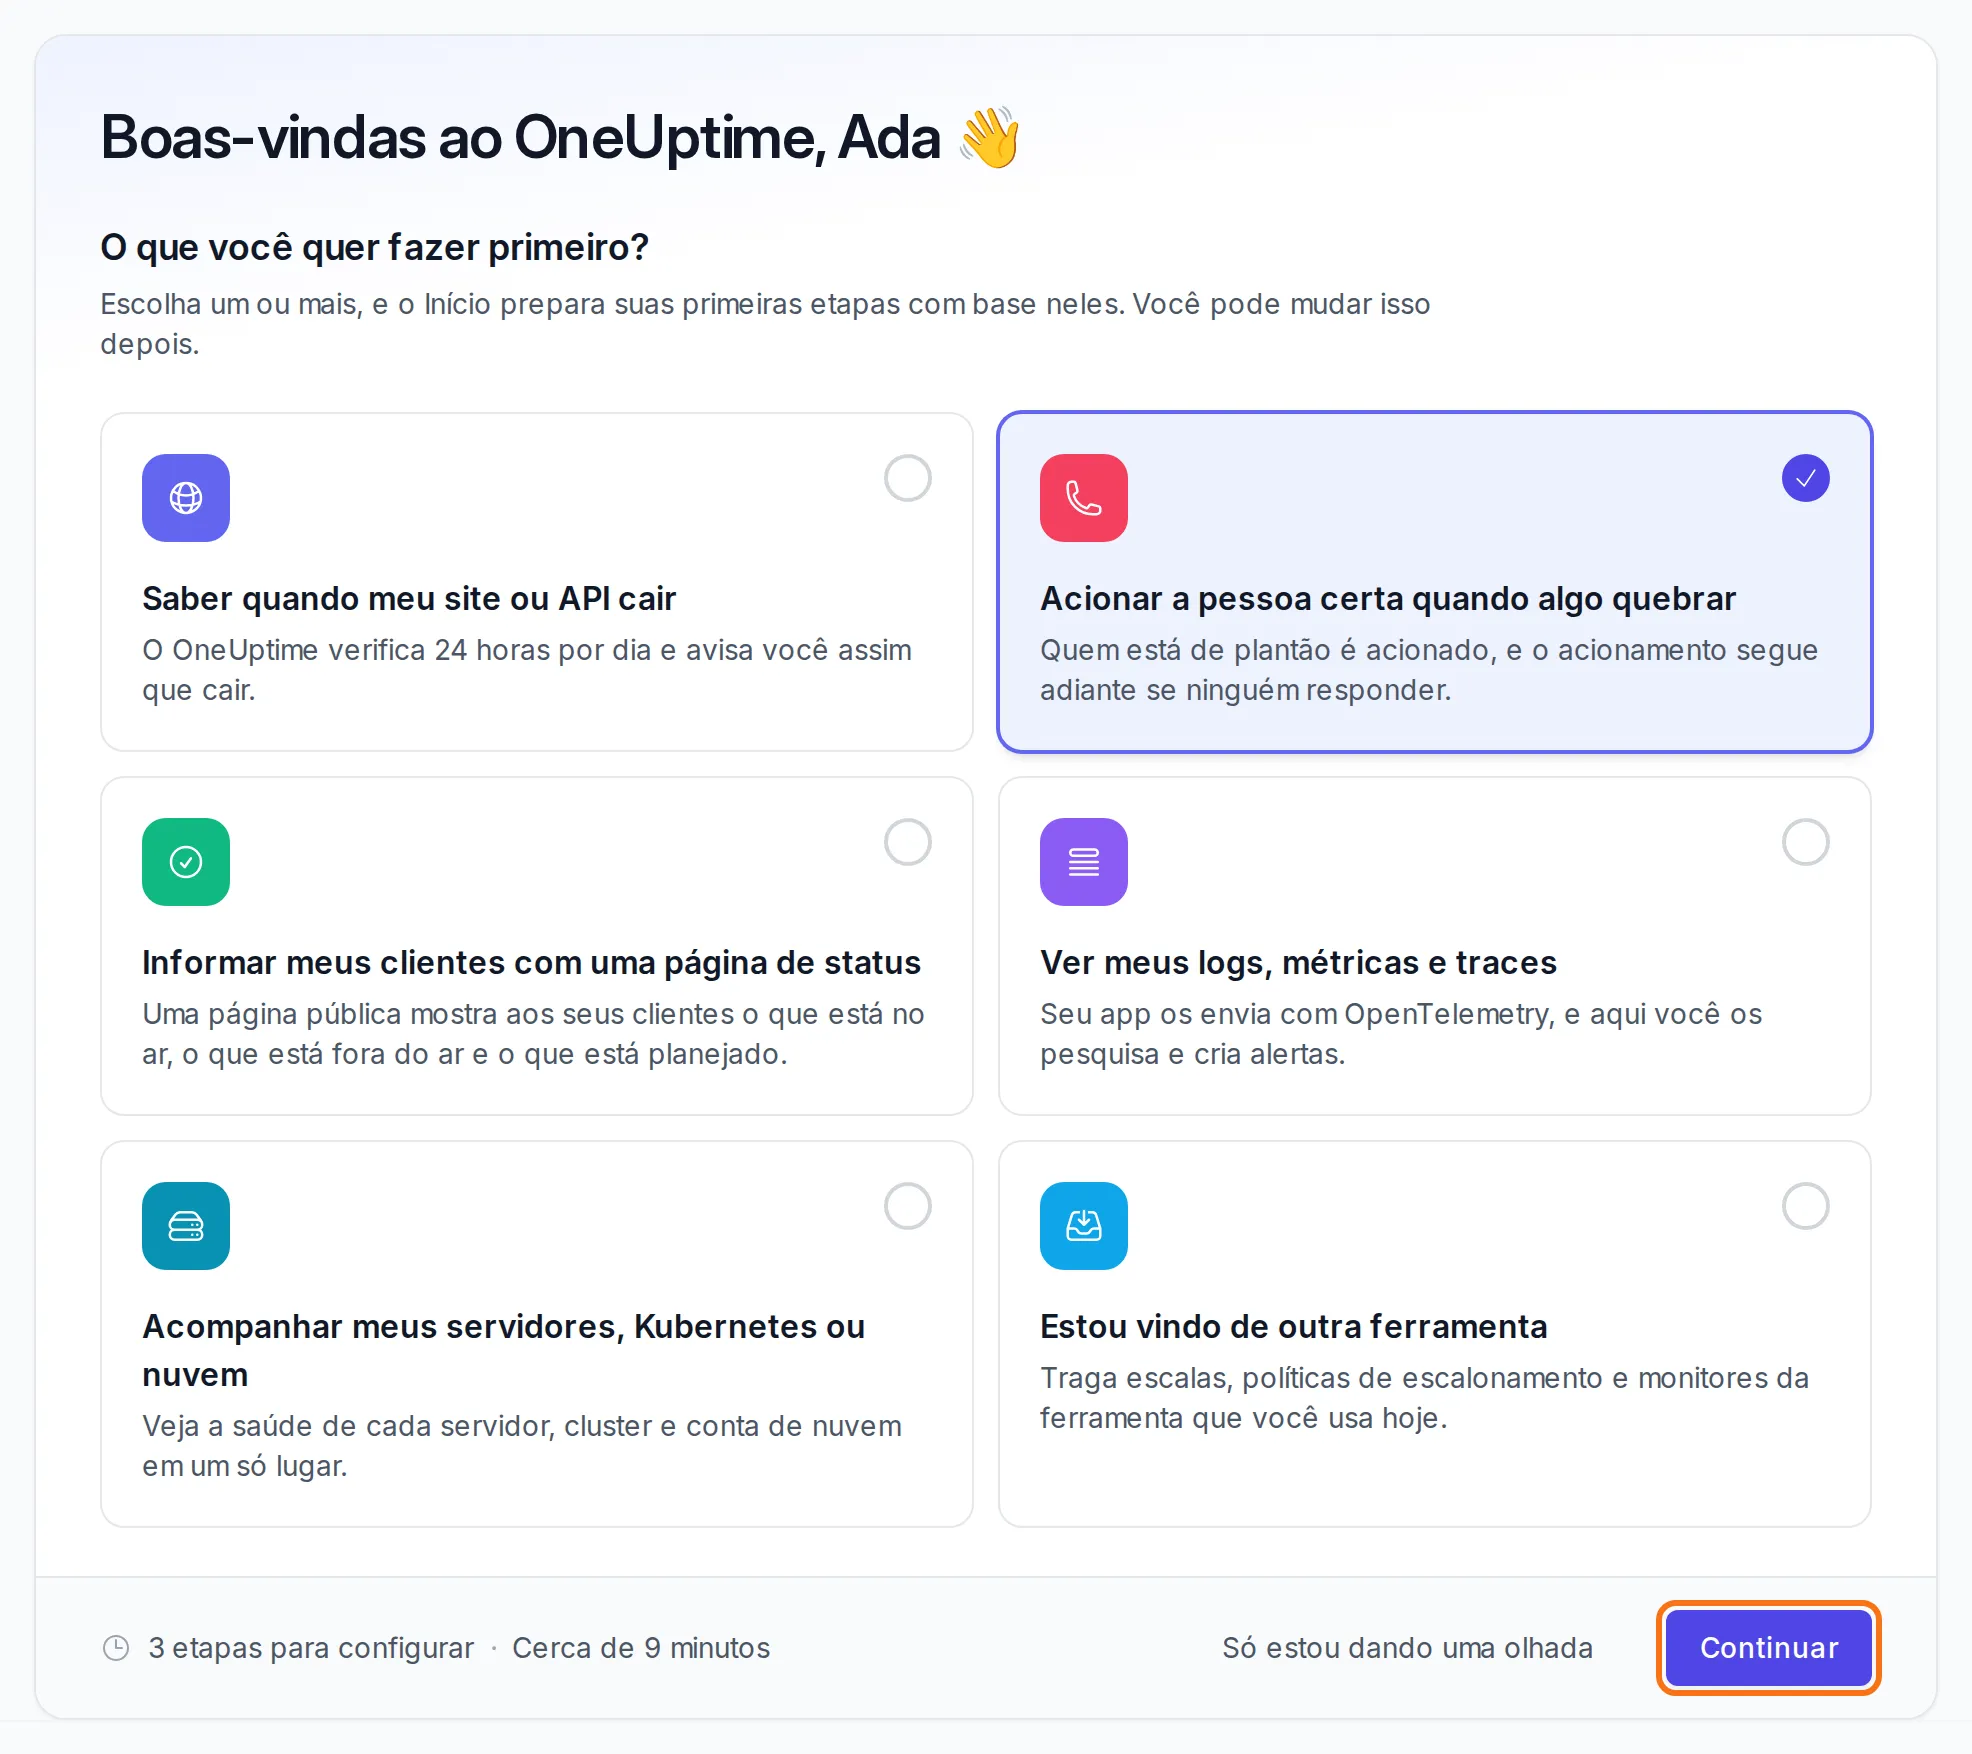 Boas-vindas ao OneUptime, Ada 👋
O que você quer fazer primeiro?
Escolha um ou mais, e o Início prepara suas primeiras etapas com base neles. Você pode mudar isso
depois.
Saber quando meu site ou API cair
O OneUptime verifica 24 horas por dia e avisa você assim
que cair.
Acionar a pessoa certa quando algo quebrar
Quem está de plantão é acionado, e o acionamento segue
adiante se ninguém responder.
Informar meus clientes com uma página de status
Uma página pública mostra aos seus clientes o que está no
ar, o que está fora do ar e o que está planejado.
Ver meus logs, métricas e traces
Seu app os envia com OpenTelemetry, e aqui você os
pesquisa e cria alertas.
Acompanhar meus servidores, Kubernetes ou
nuvem
Veja a saúde de cada servidor, cluster e conta de nuvem
em um só lugar.
Estou vindo de outra ferramenta
Traga escalas, políticas de escalonamento e monitores da
ferramenta que você usa hoje.
3 etapas para configurar · Cerca de 9 minutos
Só estou dando uma olhada
Continuar